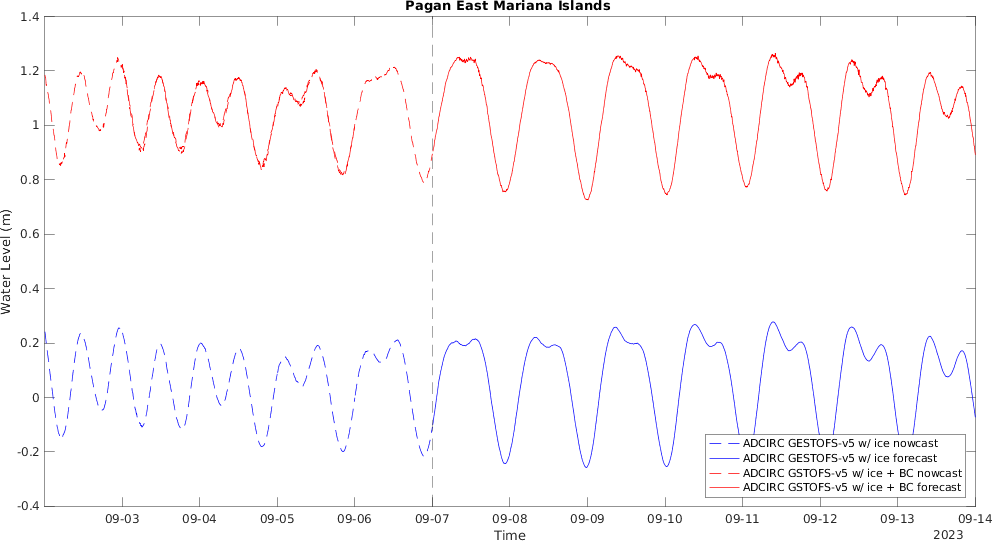 Pagan East Mariana Islands
1.4
1.2
1
0.8
0.6
0.4
0.2
0
-0.2
-0.4
Water Level (m)
ADCIRC GESTOFS-v5 w/ ice nowcast
ADCIRC GESTOFS-v5 w/ ice forecast
ADCIRC GSTOFS-v5 w/ ice + BC nowcast
ADCIRC GSTOFS-v5 w/ ice + BC forecast
09-03 09-04 09-05 09-06 09-07 09-08 09-09 09-10 09-11 09-12 09-13 09-14
Time
2023